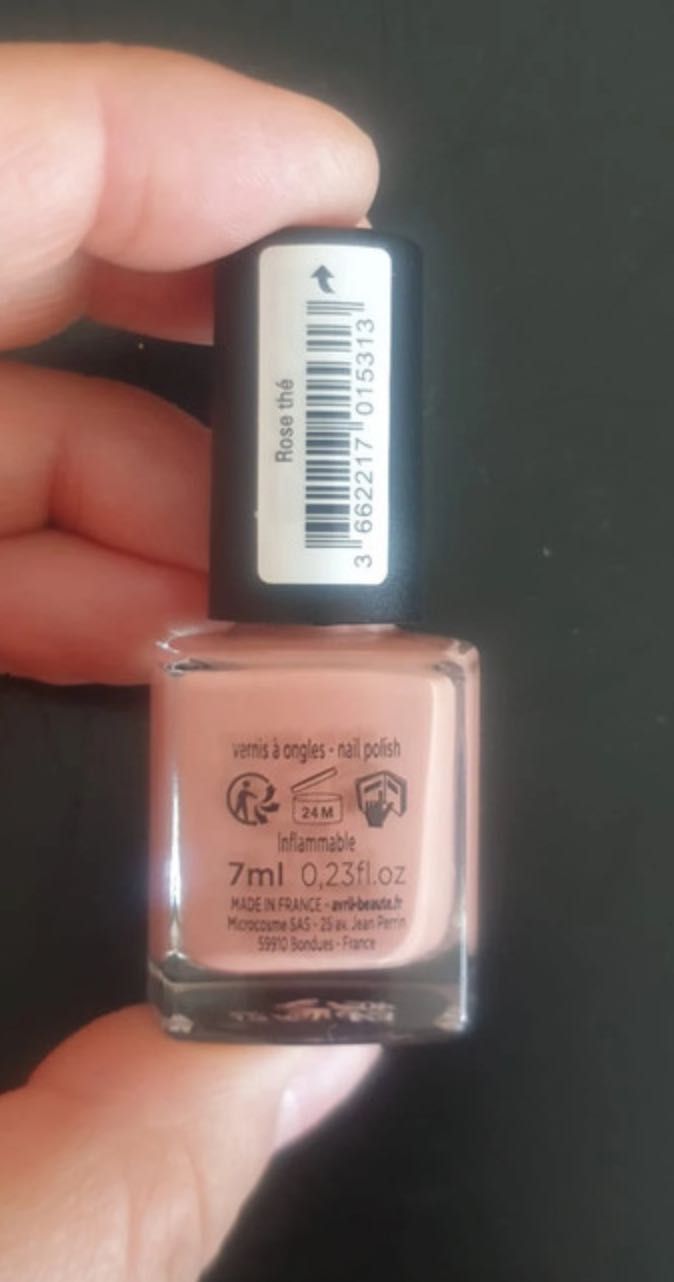 Rose thé
3 662217 015313
vernis à ongles - nail polish
24M
Inflammable
7ml 0,23fl.oz
MADE IN FRANCE - avril-beaute.fr
Microcosme SAS - 25 av. Jean Perrin
59910 Bondues - France